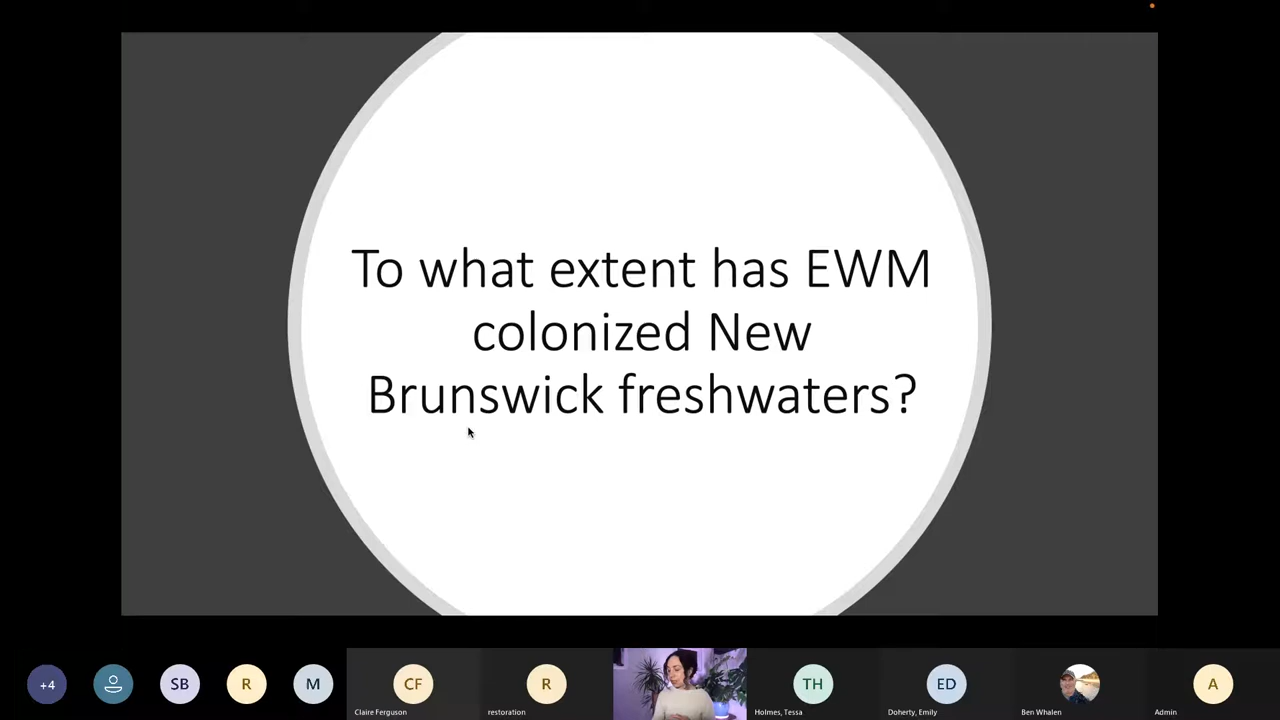 To what extent has EWM
colonized New
Brunswick freshwaters?
+4
SB
R
M
CF
Claire Ferguson
R
restoration
TH
Holmes, Tessa
ED
Doherty, Emily
Ben Whalen
A
Admin